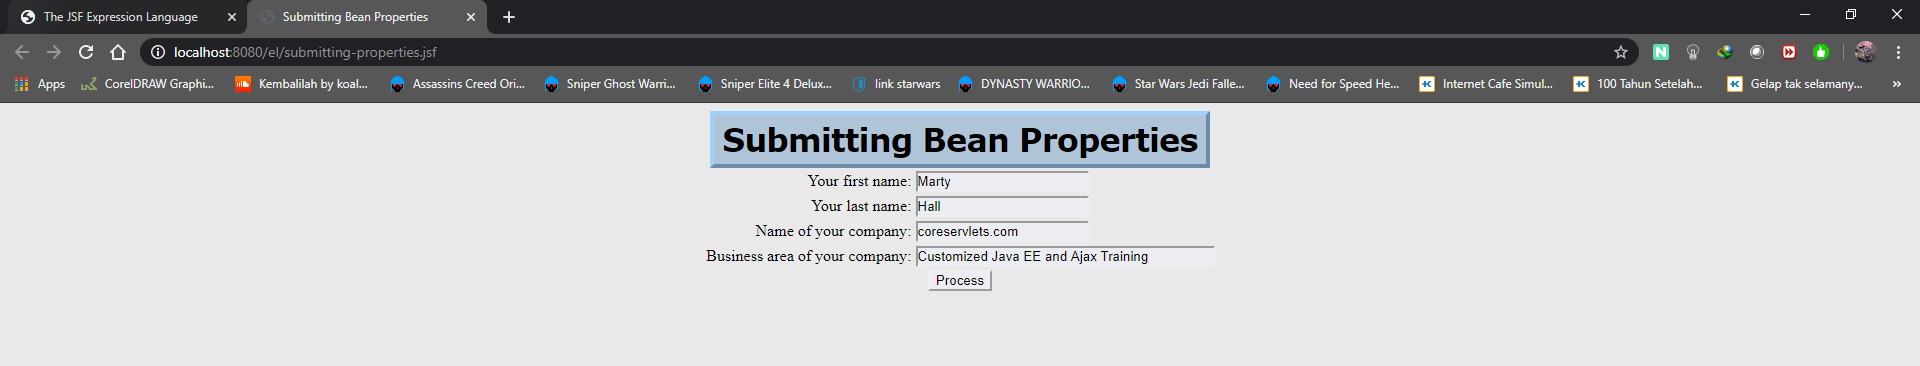 The JSF Expression Language
Submitting Bean Properties
localhost:8080/el/submitting-properties.jsf
Apps CorelDRAW Graphi... Kembalilah by koal... Assassins Creed Ori... Sniper Ghost Warri... Sniper Elite 4 Delux... link starwars DYNASTY WARRIO... Star Wars Jedi Falle... Need for Speed He... Internet Cafe Simul... 100 Tahun Setelah... Gelap tak selamany...
Submitting Bean Properties
Your first name: Marty
Your last name: Hall
Name of your company: coreservlets.com
Business area of your company: Customized Java EE and Ajax Training
Process